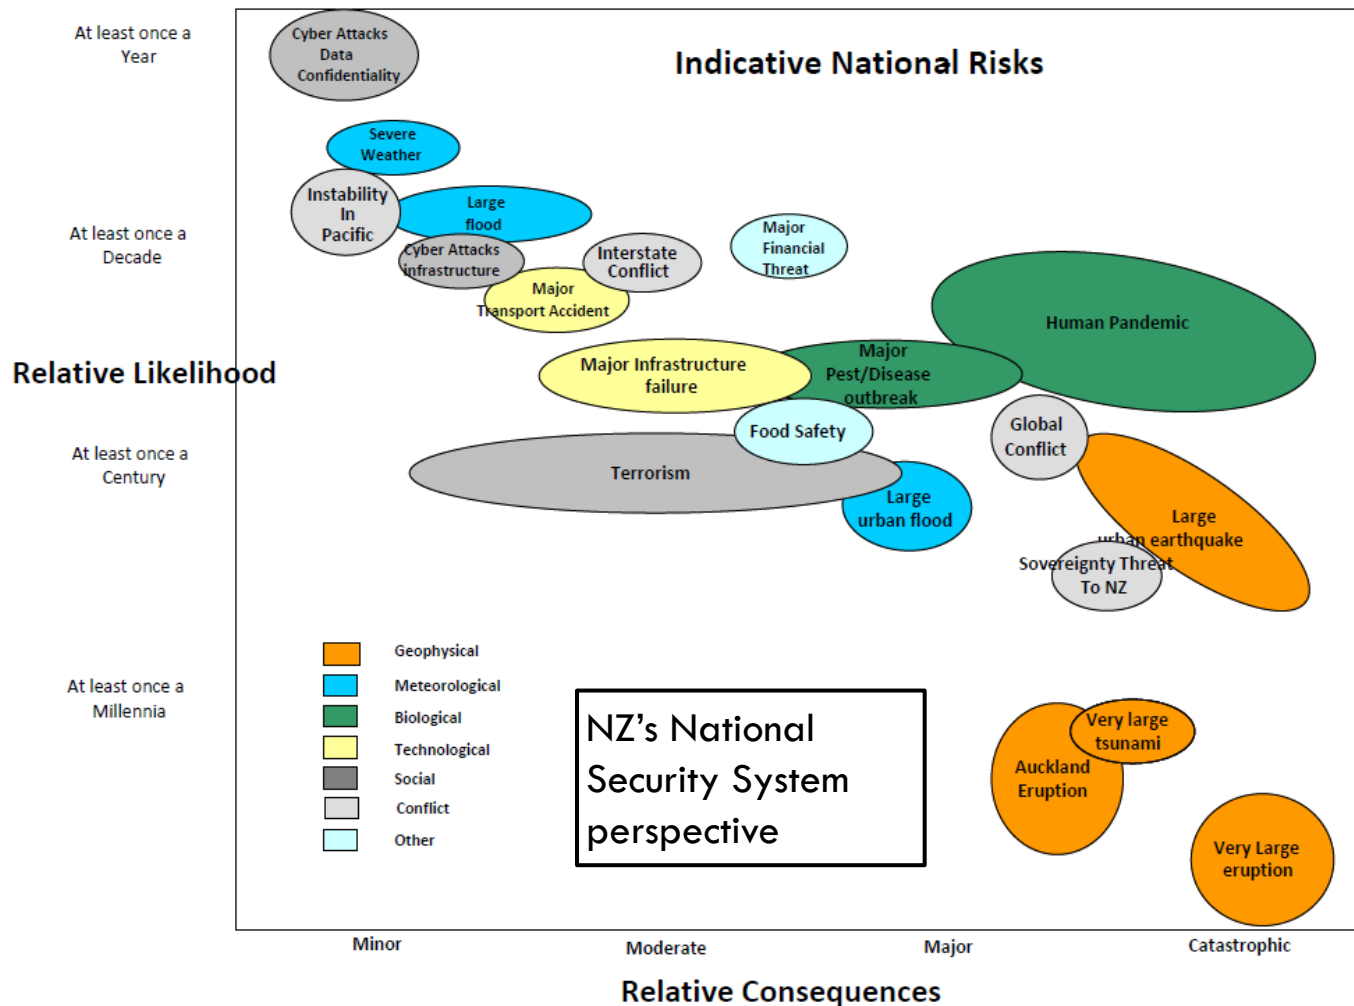 Indicative National Risks
At least once a
Year
Cyber Attacks
Data
Confidentiality
Severe
Weather
Instability
In
Pacific
Large
flood
At least once a
Decade
Cyber Attacks
infrastructure
Interstate
Conflict
Major
Financial
Threat
Major
Transport Accident
Human Pandemic
Relative Likelihood
Major Infrastructure
failure
Major
Pest/Disease
outbreak
Food Safety
Global
Conflict
At least once a
Century
Terrorism
Large
urban flood
Large
urban earthquake
Sovereignty Threat
To NZ
Geophysical
Meteorological
Biological
Technological
Social
Conflict
Other
At least once a
Millennia
NZ’s National
Security System
perspective
Very large
tsunami
Auckland
Eruption
Very Large
eruption
Minor
Moderate
Major
Catastrophic
Relative Consequences